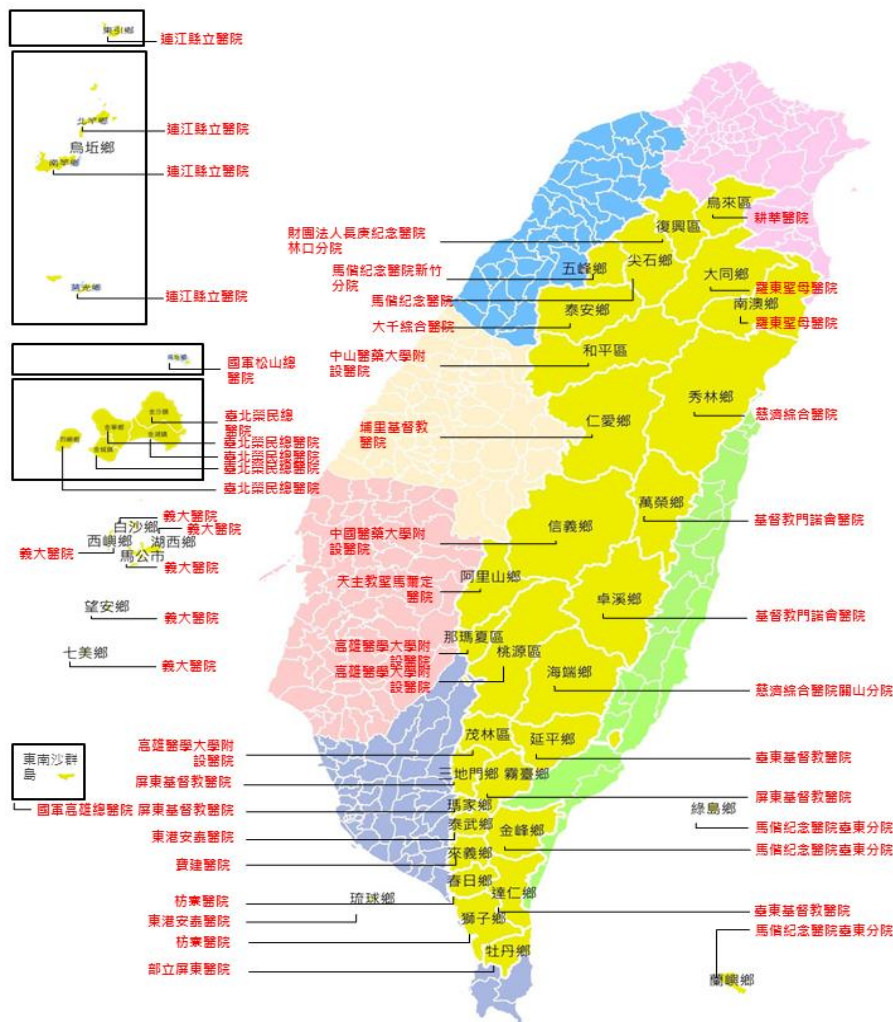 東引鄉
連江縣立醫院
北竿鄉
連江縣立醫院
烏坵鄉
南竿鄉
連江縣立醫院
莒光鄉
連江縣立醫院
國軍松山總
醫院
金沙鎮
臺北榮民總
醫院
金寧鄉
臺北榮民總醫院
金湖鎮
臺北榮民總醫院
金城鎮
臺北榮民總醫院
臺北榮民總醫院
義大醫院
白沙鄉
義大醫院
西嶼鄉
湖西鄉
義大醫院
馬公市
義大醫院
望安鄉
義大醫院
七美鄉
義大醫院
東南沙群
島
國軍高雄總醫院
烏來區
耕莘醫院
復興區
財團法人長庚紀念醫院
林口分院
尖石鄉
五峰鄉
馬偕紀念醫院新竹
分院
馬偕紀念醫院
大同鄉
羅東聖母醫院
南澳鄉
羅東聖母醫院
泰安鄉
大千綜合醫院
和平區
中山醫藥大學附
設醫院
秀林鄉
慈濟綜合醫院
仁愛鄉
埔里基督教
醫院
萬榮鄉
基督教門諾會醫院
信義鄉
中國醫藥大學附
設醫院
阿里山鄉
天主教聖馬爾定
醫院
卓溪鄉
基督教門諾會醫院
那瑪夏區
高雄醫學大學附
設醫院
桃源區
高雄醫學大學附
設醫院
海端鄉
慈濟綜合醫院關山分院
茂林區
高雄醫學大學附
設醫院
延平鄉
臺東基督教醫院
三地門鄉
屏東基督教醫院
霧臺鄉
屏東基督教醫院
瑪家鄉
屏東基督教醫院
綠島鄉
馬偕紀念醫院臺東分院
泰武鄉
東港安泰醫院
金峰鄉
馬偕紀念醫院臺東分院
來義鄉
寶建醫院
春日鄉
枋寮醫院
達仁鄉
臺東基督教醫院
琉球鄉
東港安泰醫院
獅子鄉
枋寮醫院
牡丹鄉
部立屏東醫院
馬偕紀念醫院臺東分院
蘭嶼鄉